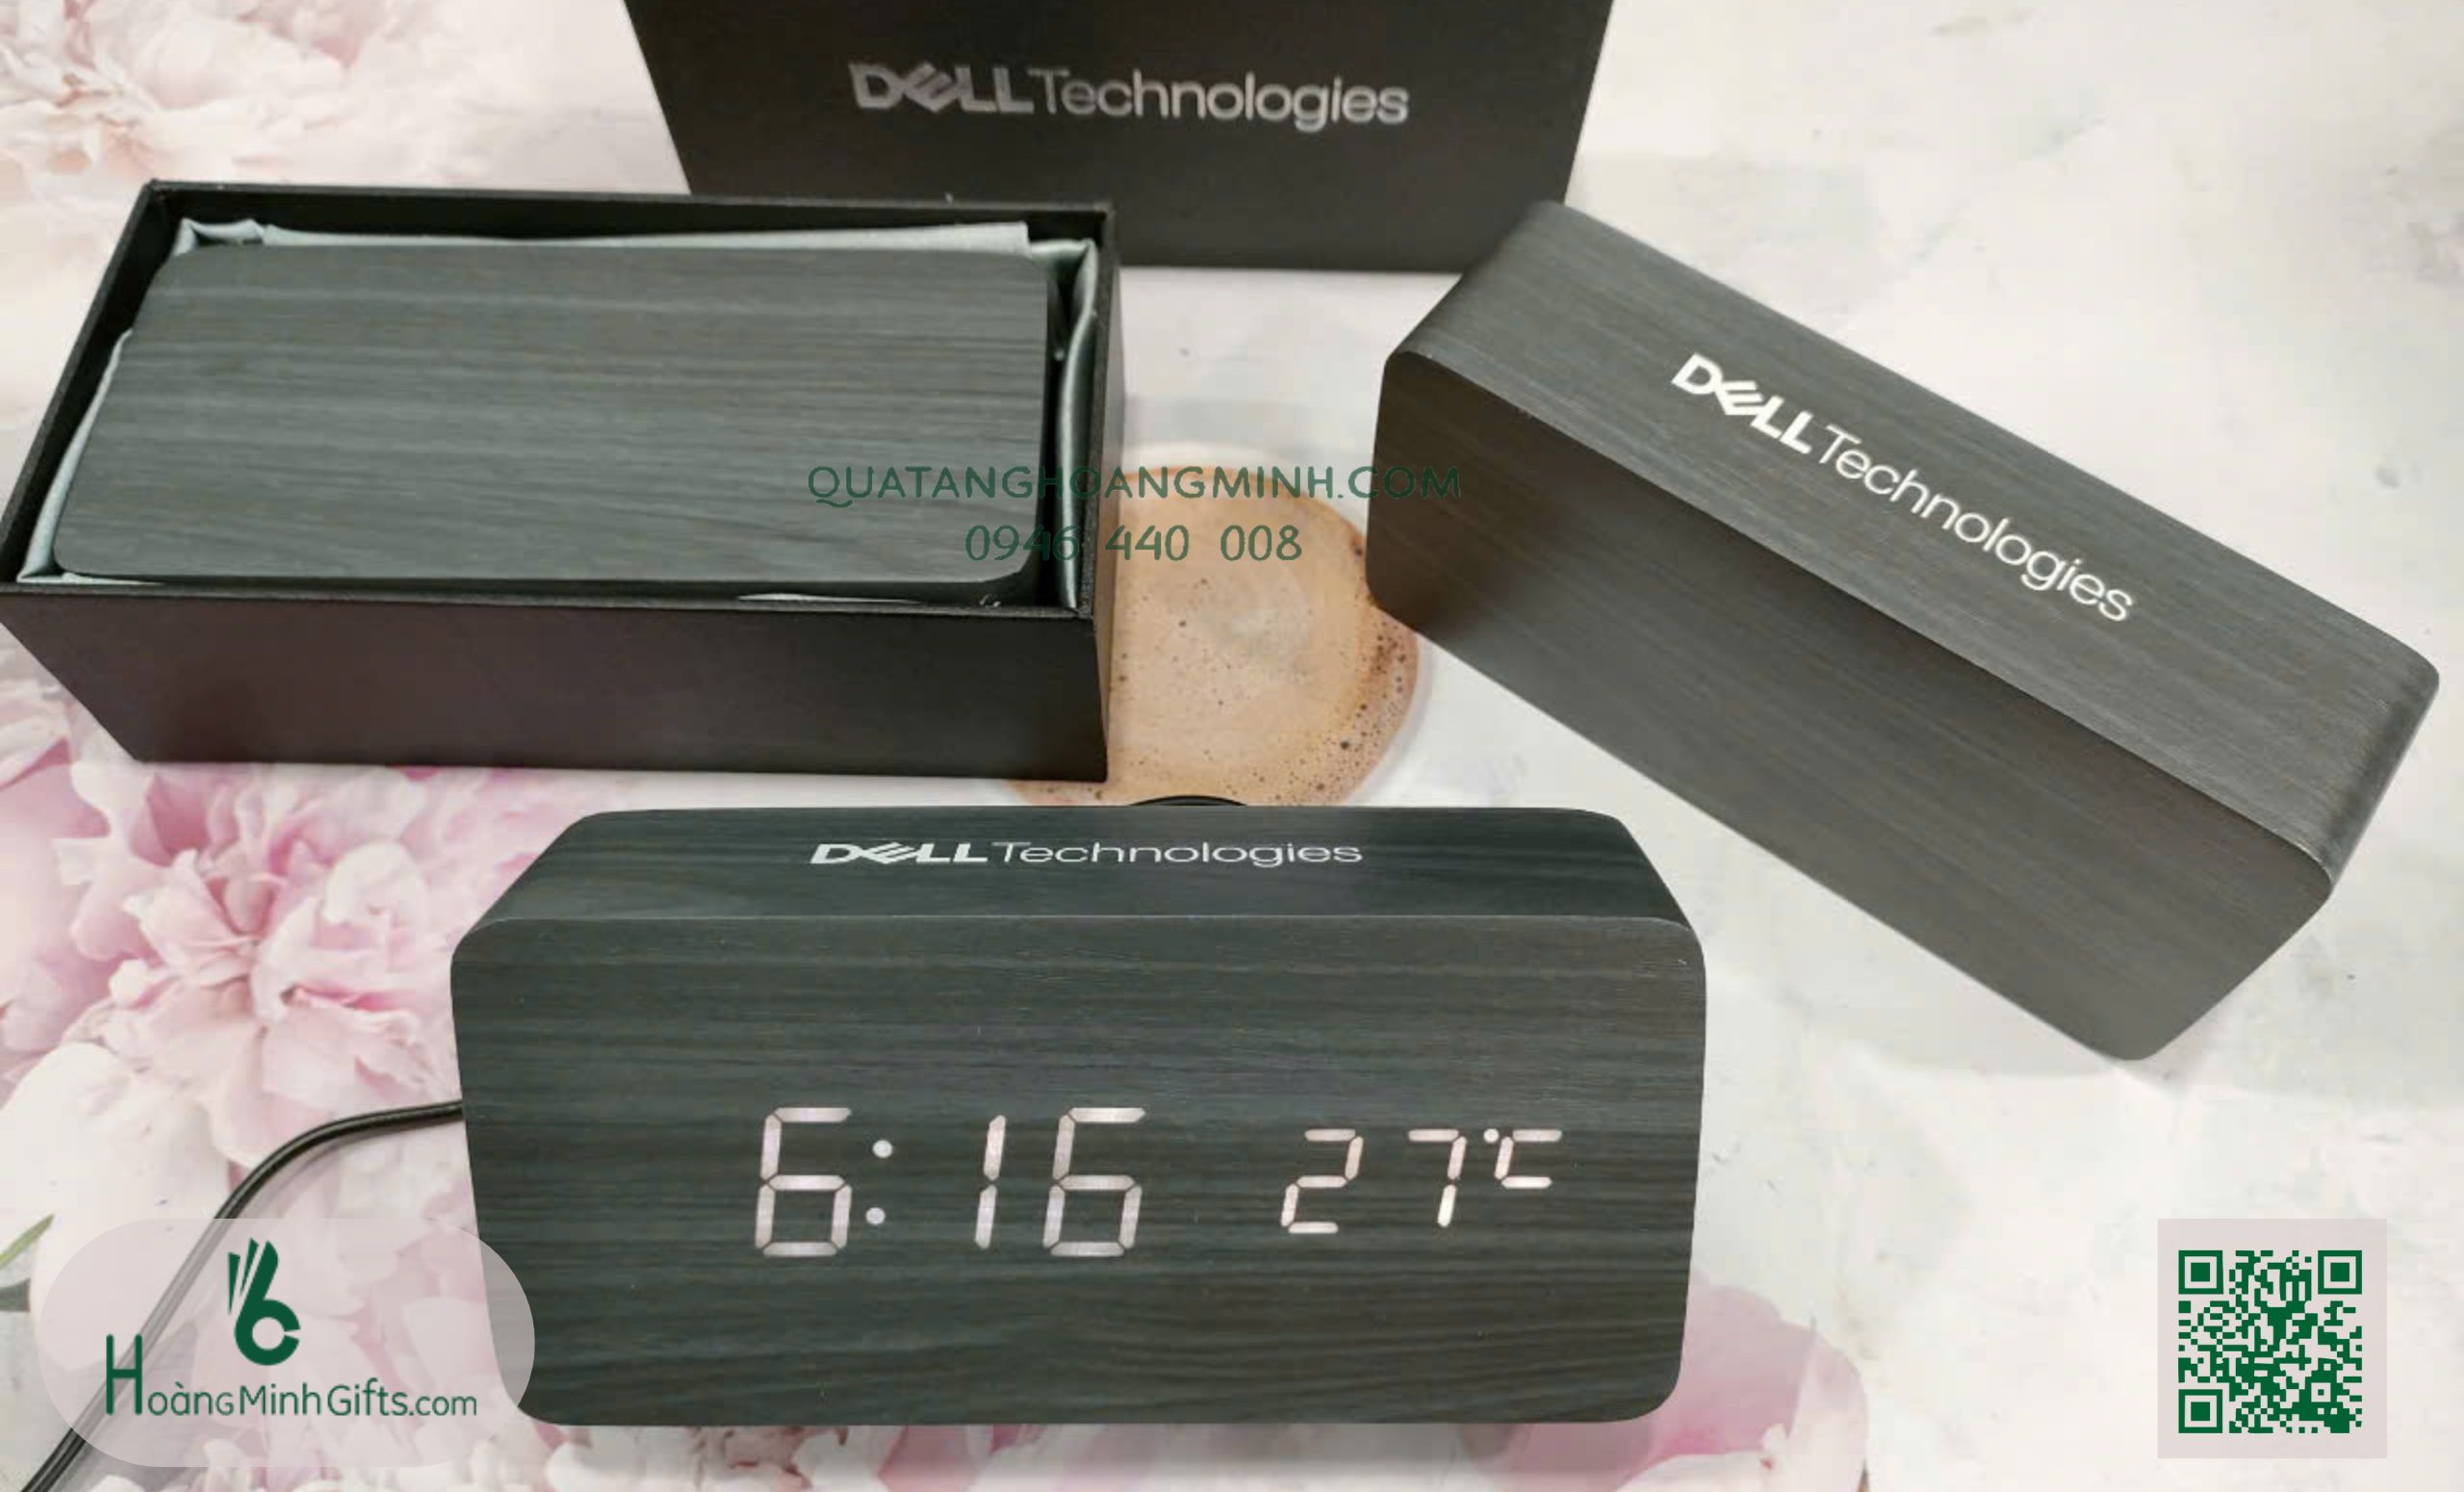 DELL Technologies
DELL Technologies
QUATANGHOANGMINH.COM
0946 440 008
DELL Technologies
6:16 27°C
HoàngMinhGifts.com